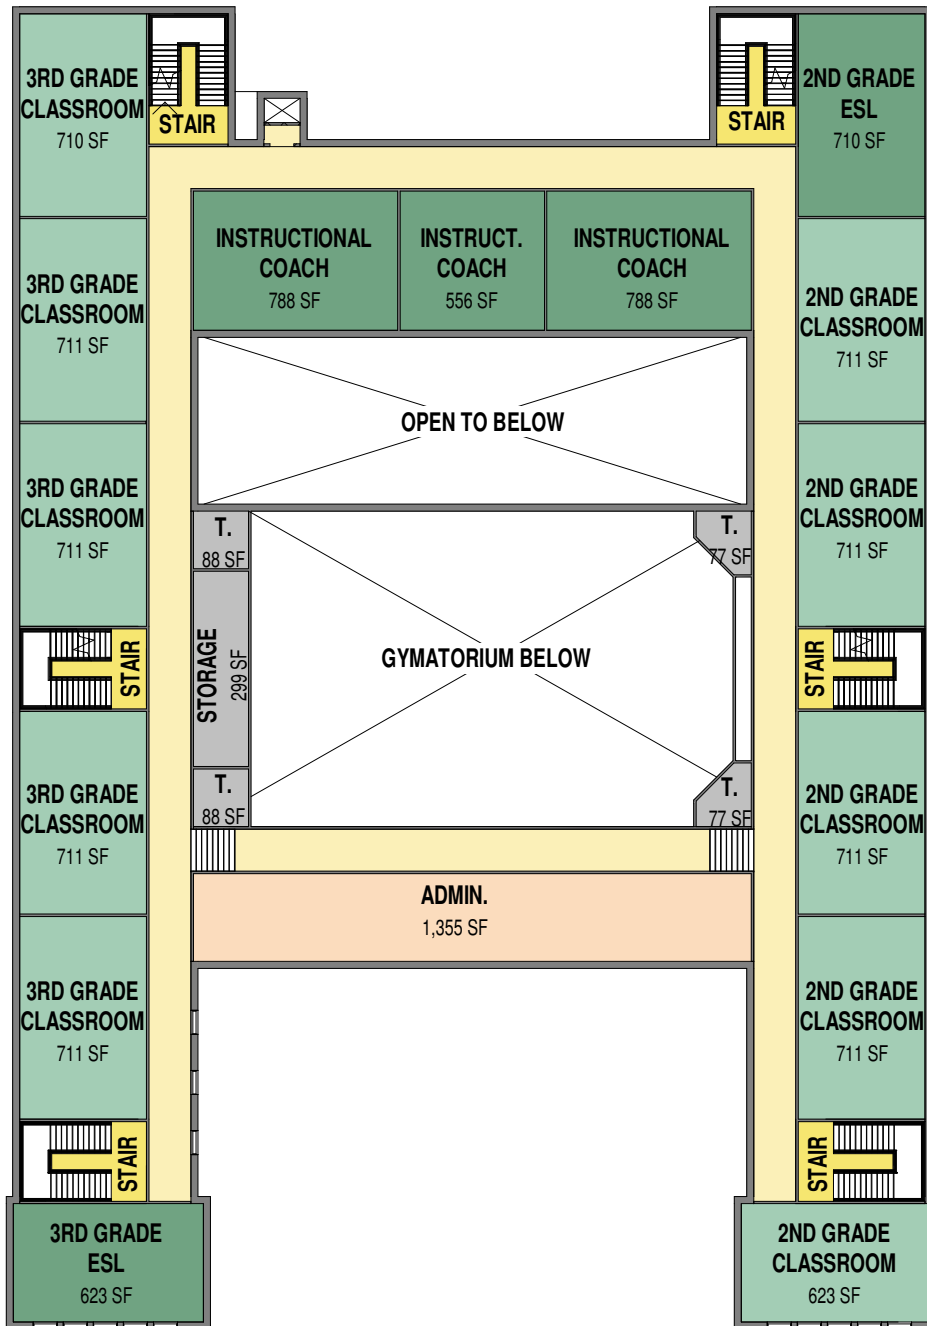 3RD GRADE
CLASSROOM
710 SF
STAIR
STAIR
2ND GRADE
ESL
710 SF
3RD GRADE
CLASSROOM
711 SF
INSTRUCTIONAL
COACH
788 SF
INSTRUCT.
COACH
556 SF
INSTRUCTIONAL
COACH
788 SF
2ND GRADE
CLASSROOM
711 SF
OPEN TO BELOW
3RD GRADE
CLASSROOM
711 SF
T.
88 SF
T.
77 SF
2ND GRADE
CLASSROOM
711 SF
STAIR
STORAGE
299 SF
GYMATORIUM BELOW
STAIR
3RD GRADE
CLASSROOM
711 SF
T.
88 SF
T.
77 SF
2ND GRADE
CLASSROOM
711 SF
ADMIN.
1,355 SF
3RD GRADE
CLASSROOM
711 SF
2ND GRADE
CLASSROOM
711 SF
STAIR
STAIR
3RD GRADE
ESL
623 SF
2ND GRADE
CLASSROOM
623 SF